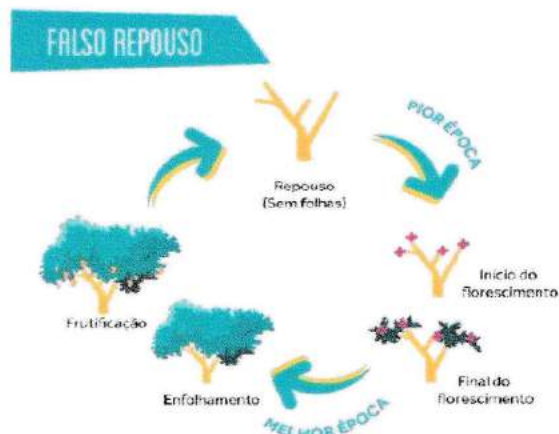 FALSO REPOUSO
PIOR ÉPOCA
Repouso
(Sem folhas)
Início do
florescimento
Final do
florescimento
MELHOR ÉPOCA
Enfolhamento
Frutificação